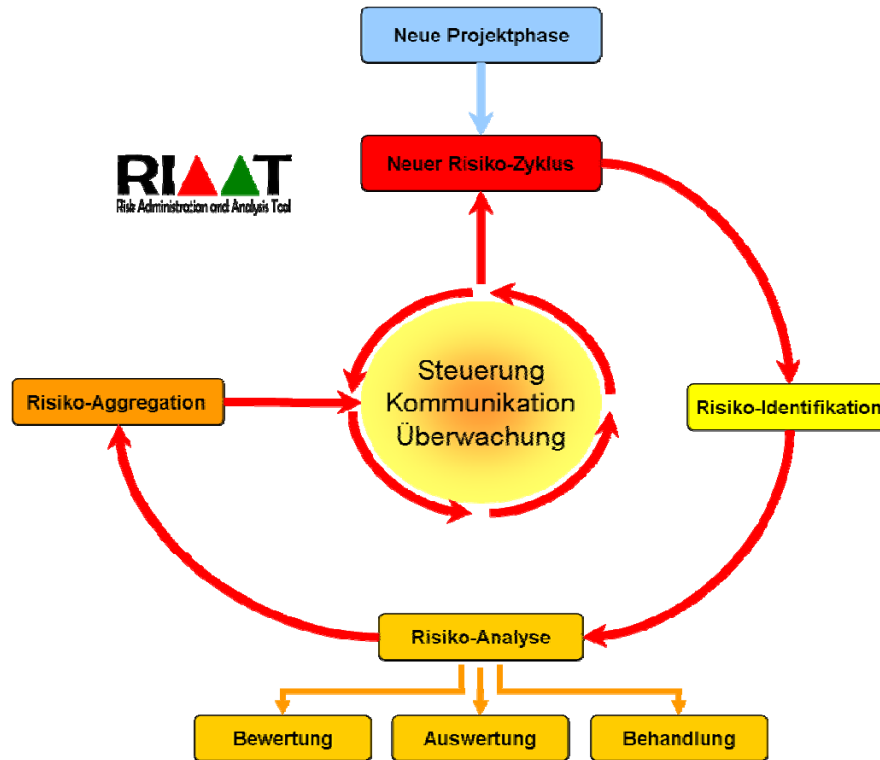 Neue Projektphase
Neuer Risiko-Zyklus
RIAAT
Risk Administration and Analysis Tool
Steuerung
Kommunikation
Überwachung
Risiko-Aggregation
Risiko-Identifikation
Risiko-Analyse
Bewertung
Auswertung
Behandlung